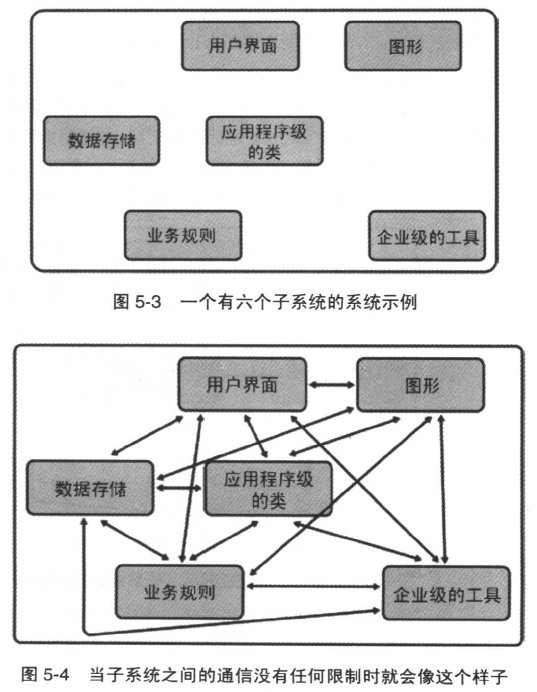 用户界面
图形
数据存储
应用程序级
的类
业务规则
企业级的工具
图 5-3 一个有六个子系统的系统示例
用户界面
图形
数据存储
应用程序级
的类
业务规则
企业级的工具
图 5-4 当子系统之间的通信没有任何限制时就会像这个样子